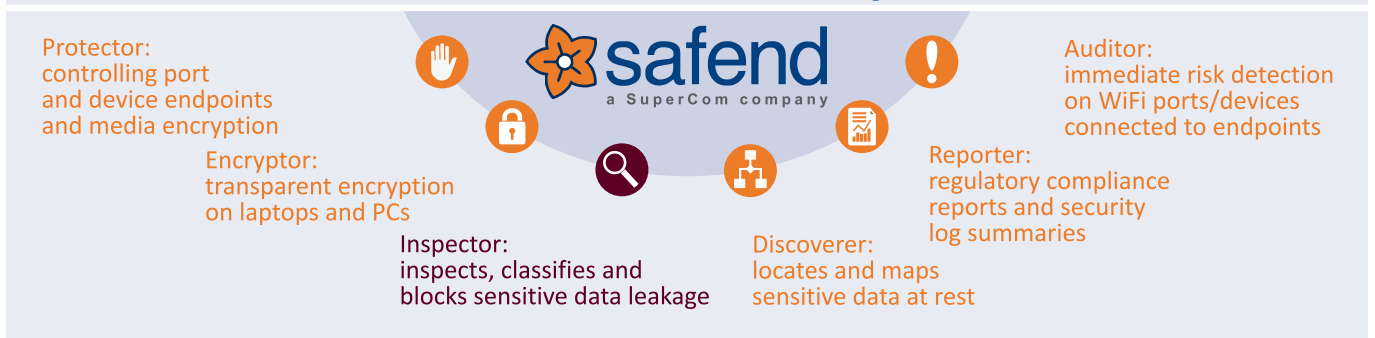 safend
a SuperCom company
Protector:
controlling port
and device endpoints
and media encryption
Encryptor:
transparent encryption
on laptops and PCs
Inspector:
inspects, classifies and
blocks sensitive data leakage
Discoverer:
locates and maps
sensitive data at rest
Reporter:
regulatory compliance
reports and security
log summaries
Auditor:
immediate risk detection
on WiFi ports/devices
connected to endpoints